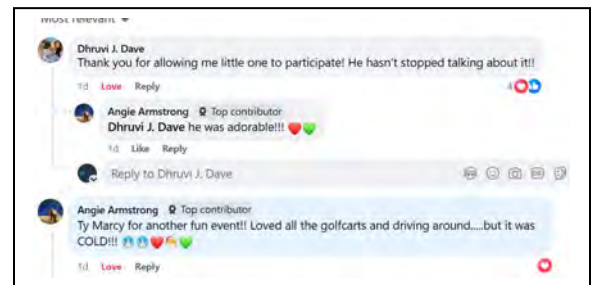 Most relevant
Dhruvi J. Dave
Thank you for allowing me little one to participate! He hasn't stopped talking about it!!
1d Love Reply 4
Angie Armstrong Top contributor
Dhruvi J. Dave he was adorable!!! ❤️💚
1d Like Reply
Reply to Dhruvi J. Dave
Angie Armstrong Top contributor
Ty Marcy for another fun event!! Loved all the golfcarts and driving around.....but it was
COLD!!! 🥶🥶❤️🎅💚
1d Love Reply